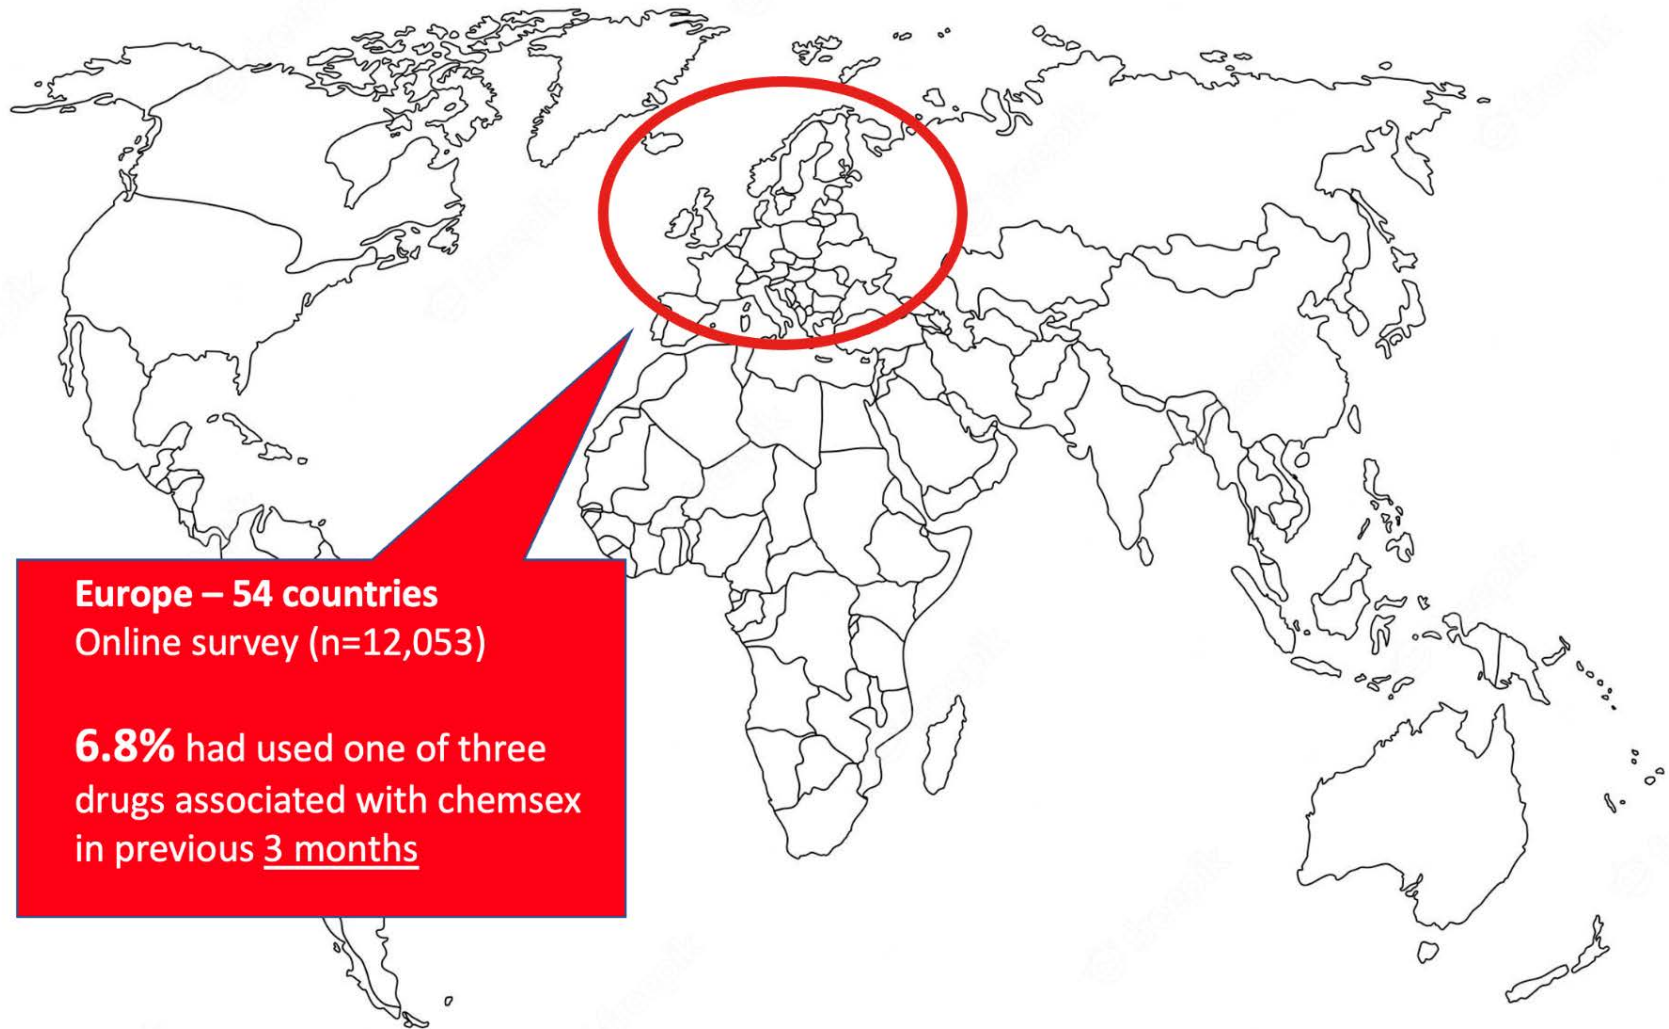 Europe – 54 countries
Online survey (n=12,053)
6.8% had used one of three
drugs associated with chemsex
in previous 3 months